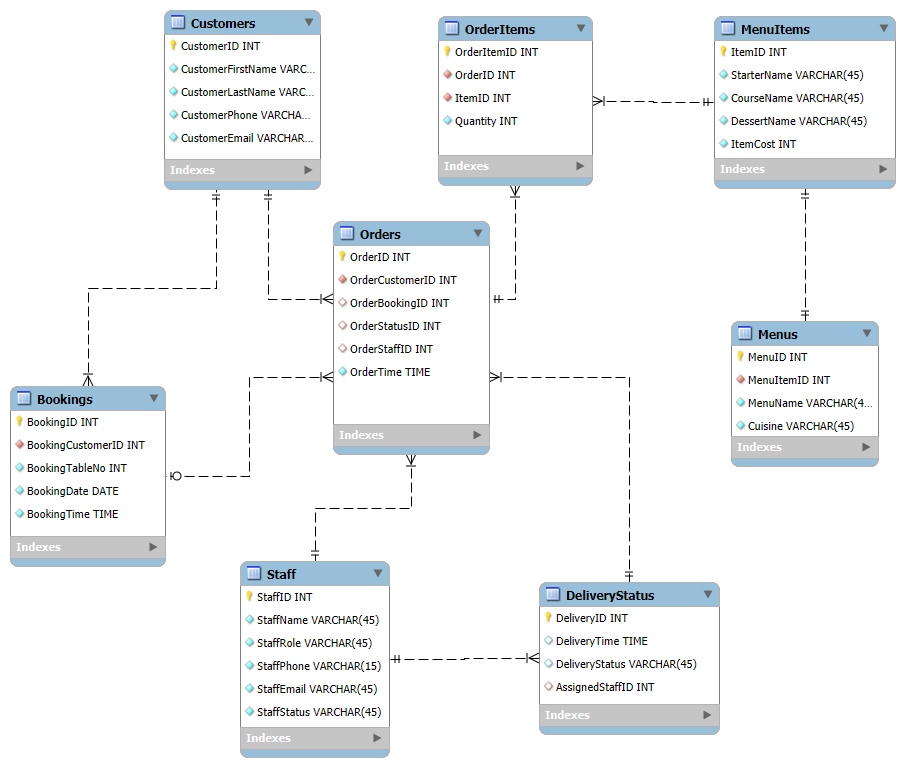 Customers
CustomerID INT
CustomerFirstName VARC...
CustomerLastName VARC...
CustomerPhone VARCHA...
CustomerEmail VARCHAR...
Indexes
OrderItems
OrderItemID INT
OrderID INT
ItemID INT
Quantity INT
Indexes
MenuItems
ItemID INT
StarterName VARCHAR(45)
CourseName VARCHAR(45)
DessertName VARCHAR(45)
ItemCost INT
Indexes
Orders
OrderID INT
OrderCustomerID INT
OrderBookingID INT
OrderStatusID INT
OrderStaffID INT
OrderTime TIME
Indexes
Menus
MenuID INT
MenuItemID INT
MenuName VARCHAR(4...
Cuisine VARCHAR(45)
Indexes
Bookings
BookingID INT
BookingCustomerID INT
BookingTableNo INT
BookingDate DATE
BookingTime TIME
Indexes
Staff
StaffID INT
StaffName VARCHAR(45)
StaffRole VARCHAR(45)
StaffPhone VARCHAR(15)
StaffEmail VARCHAR(45)
StaffStatus VARCHAR(45)
Indexes
DeliveryStatus
DeliveryID INT
DeliveryTime TIME
DeliveryStatus VARCHAR(45)
AssignedStaffID INT
Indexes